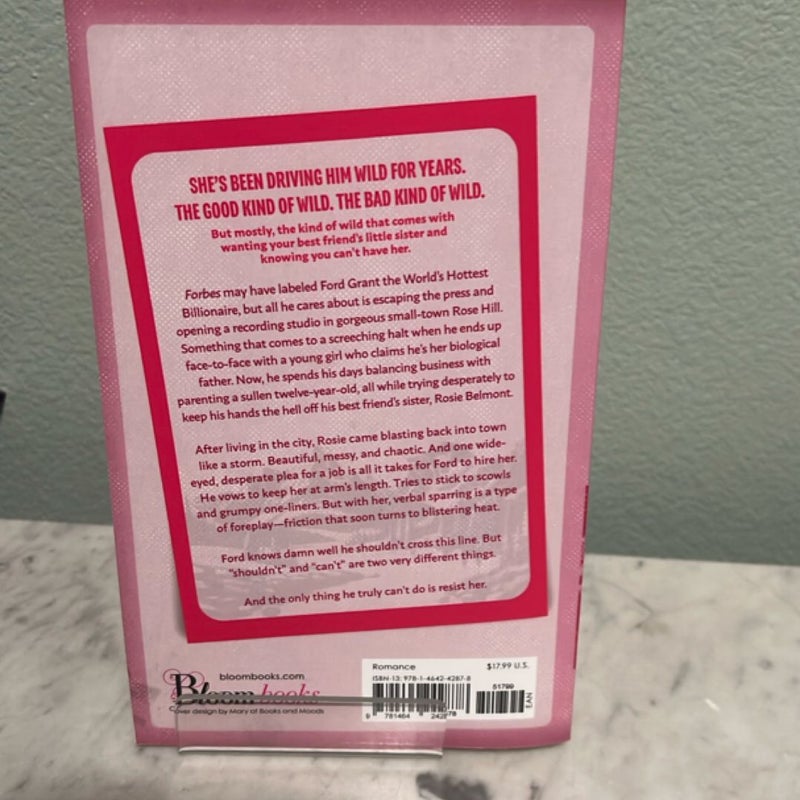 SHE'S BEEN DRIVING HIM WILD FOR YEARS.
THE GOOD KIND OF WILD. THE BAD KIND OF WILD.
But mostly, the kind of wild that comes with
wanting your best friend's little sister and
knowing you can't have her.
Forbes may have labeled Ford Grant the World's Hottest
Billionaire, but all he cares about is escaping the press and
opening a recording studio in gorgeous small-town Rose Hill.
Something that comes to a screeching halt when he ends up
face-to-face with a young girl who claims he's her biological
father. Now, he spends his days balancing business with
parenting a sullen twelve-year-old, all while trying desperately to
keep his hands the hell off his best friend's sister, Rosie Belmont.
After living in the city, Rosie came blasting back into town
like a storm. Beautiful, messy, and chaotic. And one wide-
eyed, desperate plea for a job is all it takes for Ford to hire her.
He vows to keep her at arm's length. Tries to stick to scowls
and grumpy one-liners. But with her, verbal sparring is a type
of foreplay—friction that soon turns to blistering heat.
Ford knows damn well he shouldn't cross this line. But
"shouldn't" and "can't" are two very different things.
And the only thing he truly can't do is resist her.
bloombooks.com
Bloom books
Cover design by Mary of Books and Moods
Romance $17.99 U.S.
ISBN-13: 978-1-4642-4287-8
51799
EAN
9 781464 242878